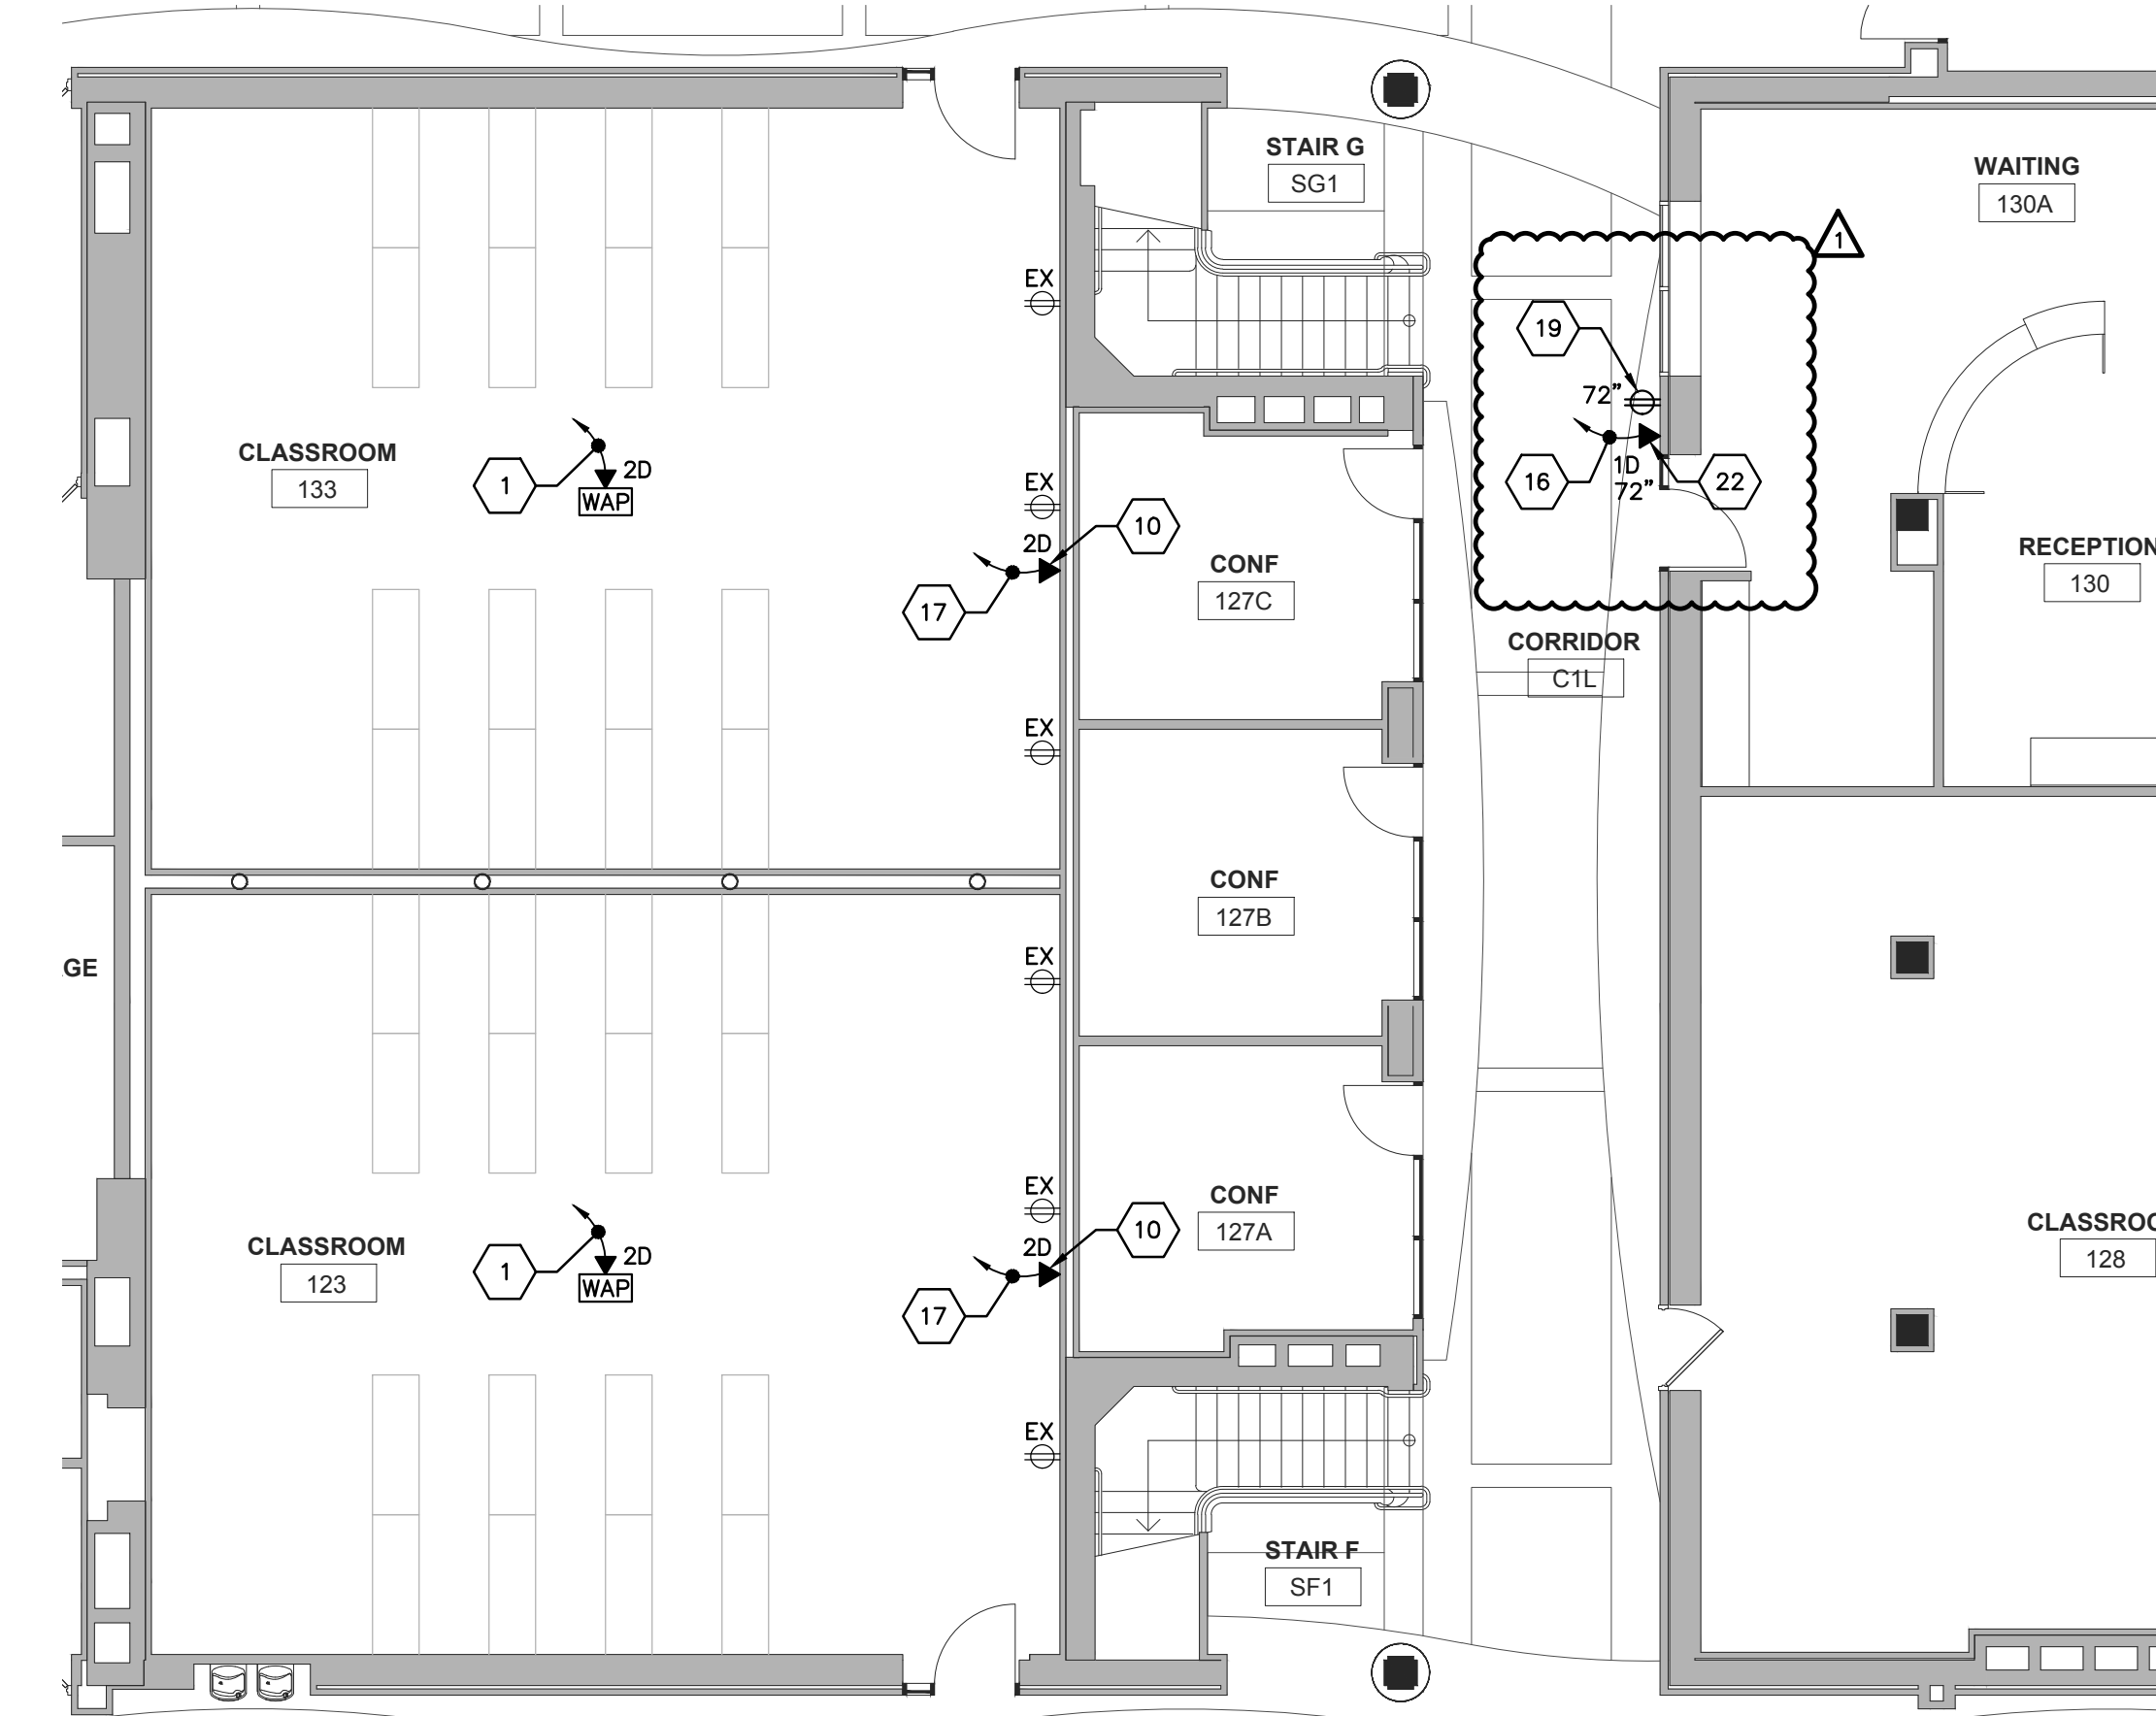 STAIR G
SG1
WAITING
130A
1
EX
19
72"
CLASSROOM
133
1
2D
WAP
EX
16
1D
72"
22
10
2D
17
CONF
127C
RECEPTION
130
CORRIDOR
C1L
EX
CONF
127B
EX
GE
EX
CONF
127A
10
2D
17
CLASSROOM
123
1
2D
WAP
CLASSROO
128
EX
STAIR F
SF1